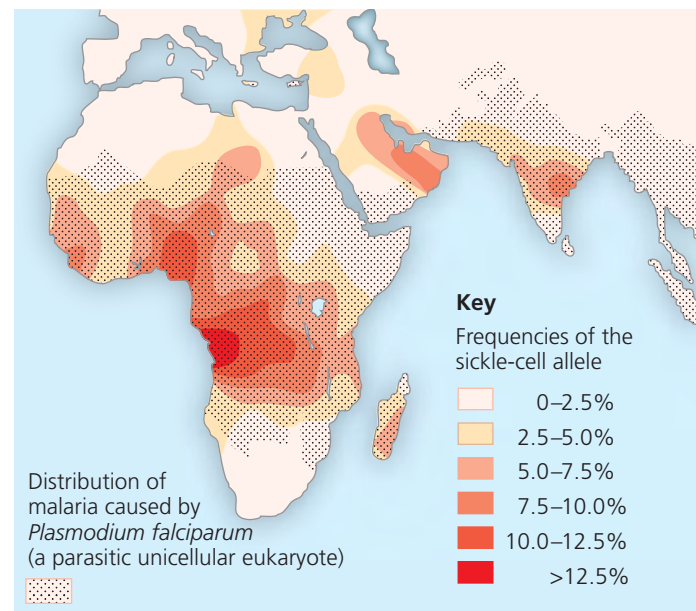 Key
Frequencies of the
sickle-cell allele
0–2.5%
2.5–5.0%
5.0–7.5%
7.5–10.0%
10.0–12.5%
>12.5%
Distribution of
malaria caused by
Plasmodium falciparum
(a parasitic unicellular eukaryote)